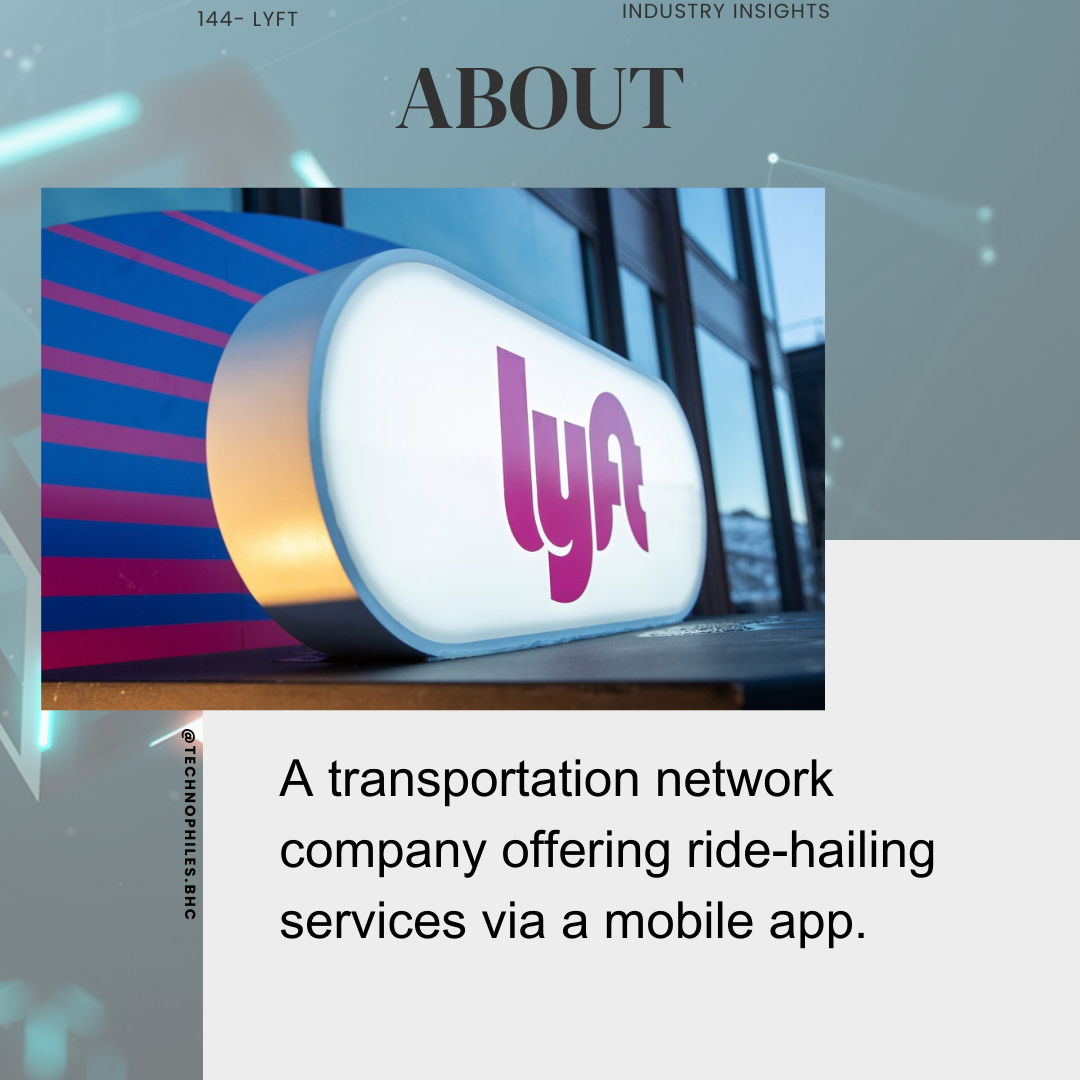 144- LYFT
INDUSTRY INSIGHTS
ABOUT
lyft
@TECHNOPHILES.BHC
A transportation network
company offering ride-hailing
services via a mobile app.